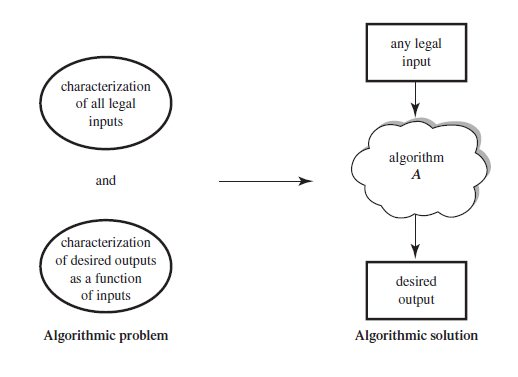 characterization
of all legal
inputs
and
characterization
of desired outputs
as a function
of inputs
Algorithmic problem
any legal
input
algorithm
A
desired
output
Algorithmic solution